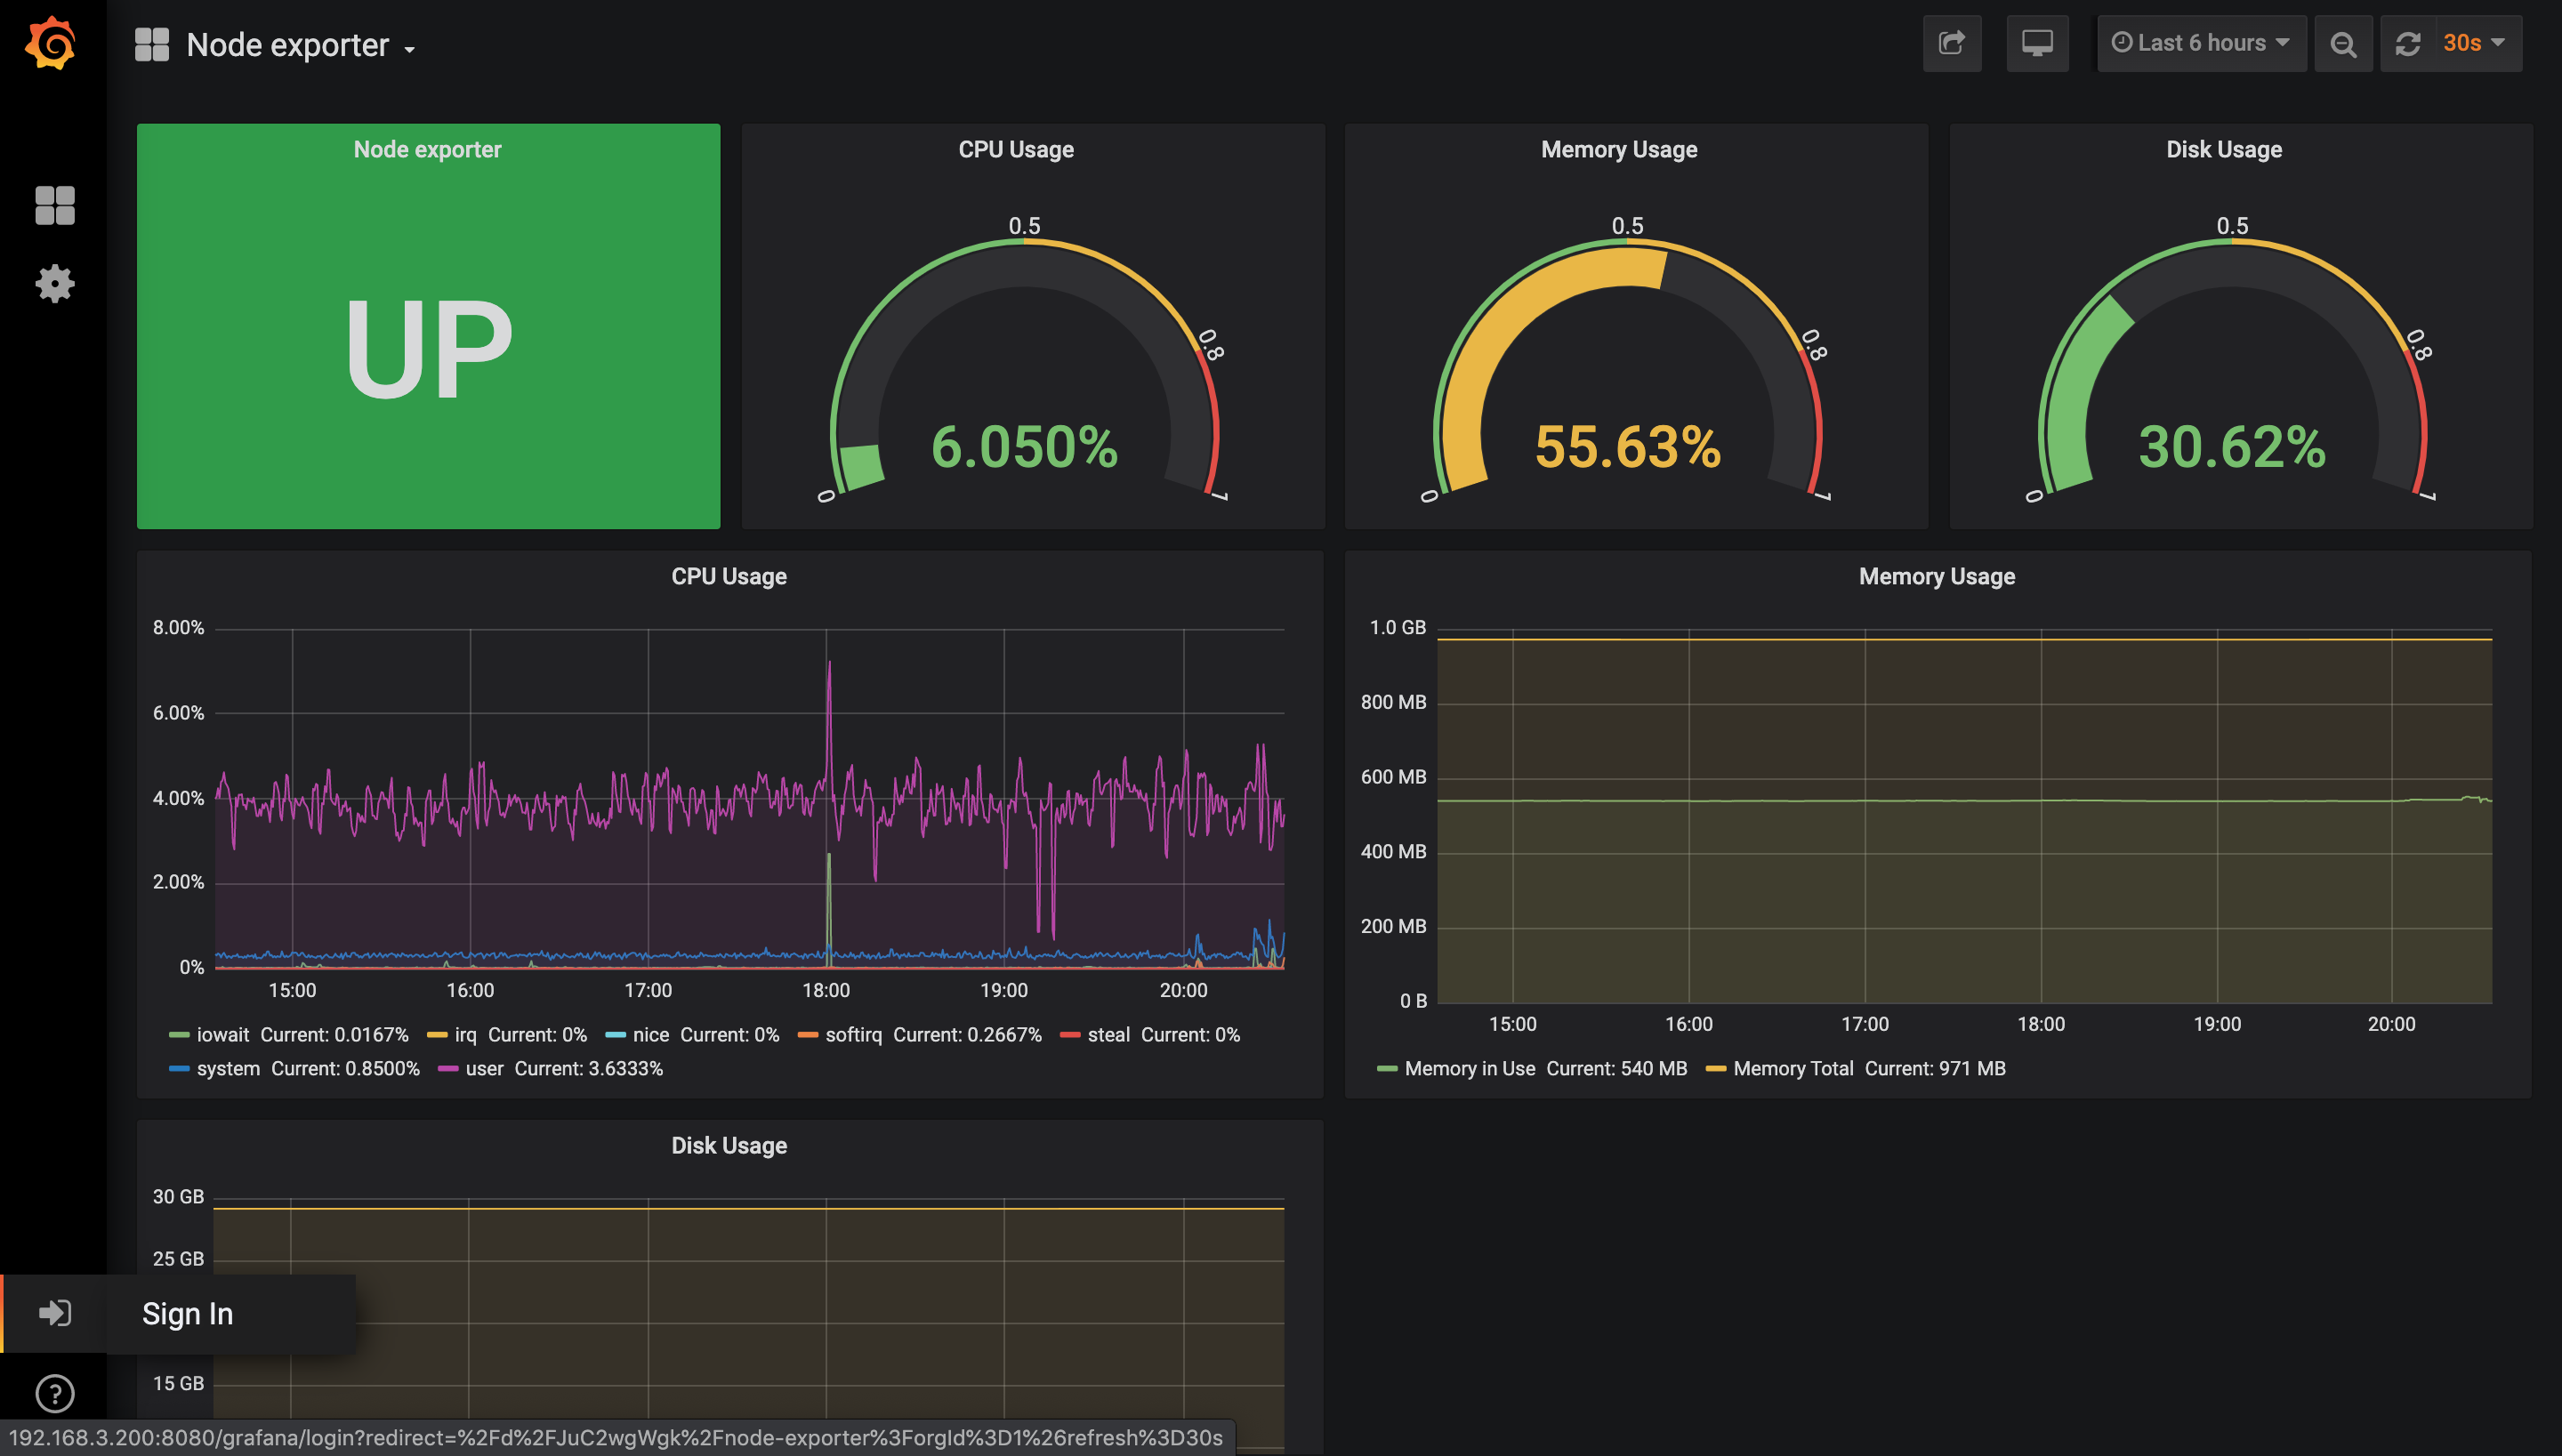 Node exporter
Last 6 hours
30s
Node exporter
UP
CPU Usage
0.5
0.8
0
1
6.050%
Memory Usage
0.5
0.8
0
1
55.63%
Disk Usage
0.5
0.8
0
1
30.62%
CPU Usage
8.00%
6.00%
4.00%
2.00%
0%
15:00 16:00 17:00 18:00 19:00 20:00
iowait Current: 0.0167% irq Current: 0% nice Current: 0% softirq Current: 0.2667% steal Current: 0%
system Current: 0.8500% user Current: 3.6333%
Memory Usage
1.0 GB
800 MB
600 MB
400 MB
200 MB
0 B
15:00 16:00 17:00 18:00 19:00 20:00
Memory in Use Current: 540 MB Memory Total Current: 971 MB
Disk Usage
30 GB
25 GB
15 GB
Sign In
192.168.3.200:8080/grafana/login?redirect=%2Fd%2FJuC2wgWgk%2Fnode-exporter%3ForgId%3D1%26refresh%3D30s